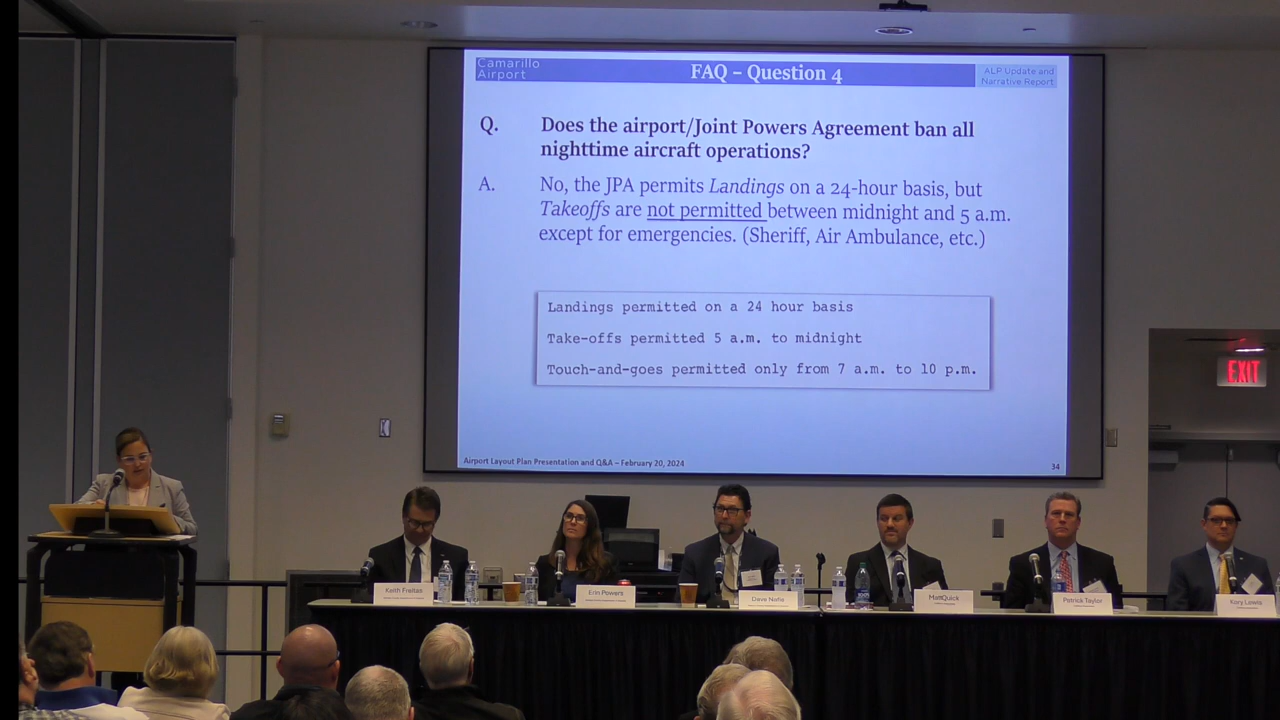 Camarillo
Airport
FAQ – Question 4
ALP Update and
Narrative Report
Q. Does the airport/Joint Powers Agreement ban all
nighttime aircraft operations?
A. No, the JPA permits Landings on a 24-hour basis, but
Takeoffs are not permitted between midnight and 5 a.m.
except for emergencies. (Sheriff, Air Ambulance, etc.)
Landings permitted on a 24 hour basis
Take-offs permitted 5 a.m. to midnight
Touch-and-goes permitted only from 7 a.m. to 10 p.m.
Airport Layout Plan Presentation and Q&A – February 20, 2024
34
EXIT
Keith Freitas
Erin Powers
Dave Nafie
Matt Quick
Patrick Taylor
Kory Lewis